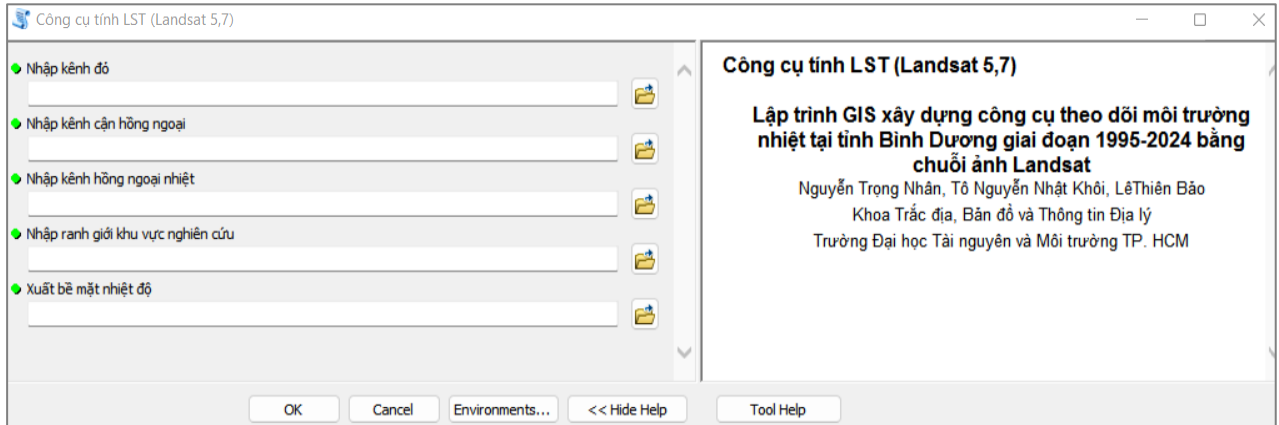 Công cụ tính LST (Landsat 5,7)
Nhập kênh đỏ
Nhập kênh cận hồng ngoại
Nhập kênh hồng ngoại nhiệt
Nhập ranh giới khu vực nghiên cứu
Xuất bề mặt nhiệt độ
Công cụ tính LST (Landsat 5,7)
Lập trình GIS xây dựng công cụ theo dõi môi trường
nhiệt tại tỉnh Bình Dương giai đoạn 1995-2024 bằng
chuỗi ảnh Landsat
Nguyễn Trọng Nhân, Tô Nguyễn Nhật Khôi, LêThiên Bảo
Khoa Trắc địa, Bản đồ và Thông tin Địa lý
Trường Đại học Tài nguyên và Môi trường TP. HCM
OK Cancel Environments... << Hide Help Tool Help